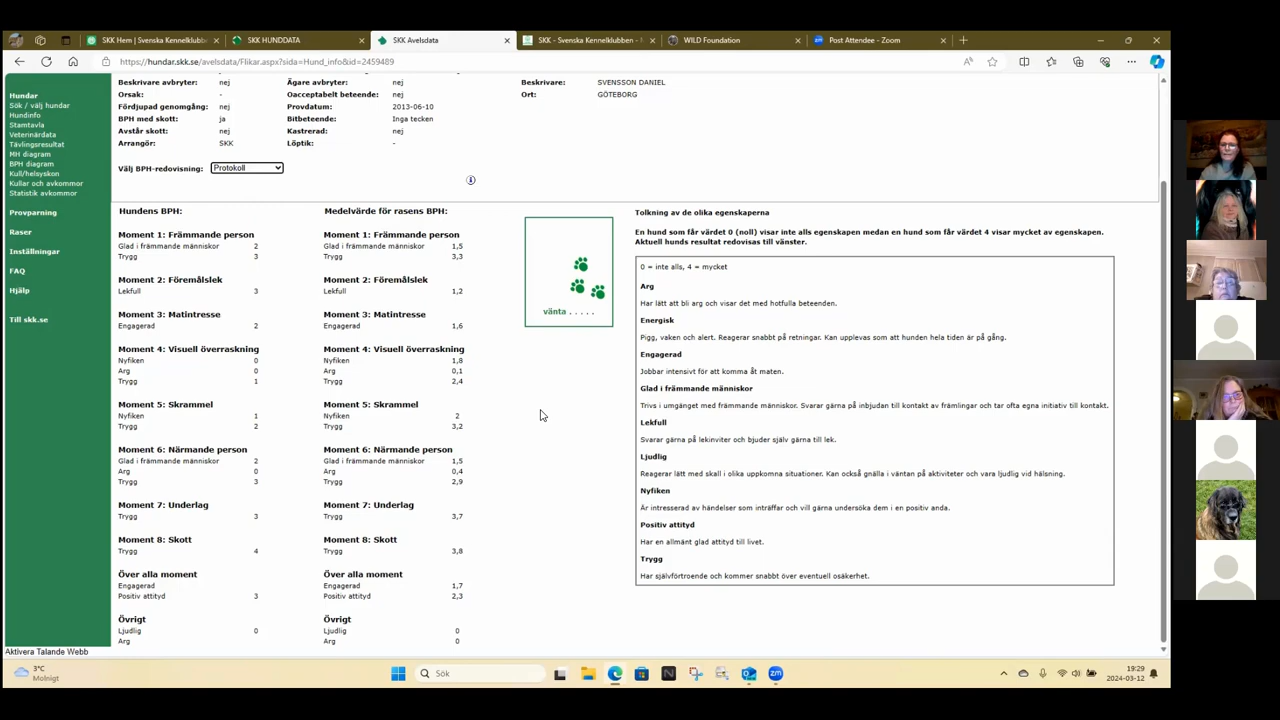 SKK Hem | Svenska Kennelklubbe
SKK HUNDDATA
SKK Avelsdata
SKK - Svenska Kennelklubben - M
WILD Foundation
Post Attendee - Zoom
https://hundar.skk.se/avelsdata/Flikar.aspx?sida=Hund_info&id=2459489
Hundar
Sök / välj hundar
Hundinfo
Stamtavla
Veterinärdata
Tävlingsresultat
MH diagram
BPH diagram
Kull/helsyskon
Kullar och avkommor
Statistik avkommor
Provparning
Raser
Inställningar
FAQ
Hjälp
Till skk.se
Beskrivare avbryter: nej Ägare avbryter: nej Beskrivare: SVENSSON DANIEL
Orsak: - Oacceptabelt beteende: nej Ort: GÖTEBORG
Fördjupad genomgång: nej Provdatum: 2013-06-10
BPH med skott: ja Bitbeteende: Inga tecken
Avstår skott: nej Kastrerad: nej
Arrangör: SKK Löptik: -
Välj BPH-redovisning: Protokoll
Hundens BPH:
Moment 1: Främmande person
Glad i främmande människor 2
Trygg 3
Moment 2: Föremålslek
Lekfull 3
Moment 3: Matintresse
Engagerad 2
Moment 4: Visuell överraskning
Nyfiken 0
Arg 0
Trygg 1
Moment 5: Skrammel
Nyfiken 1
Trygg 2
Moment 6: Närmande person
Glad i främmande människor 2
Arg 0
Trygg 3
Moment 7: Underlag
Trygg 3
Moment 8: Skott
Trygg 4
Över alla moment
Engagerad
Positiv attityd 3
Övrigt
Ljudlig 0
Arg
Medelvärde för rasens BPH:
Moment 1: Främmande person
Glad i främmande människor 1,5
Trygg 3,3
Moment 2: Föremålslek
Lekfull 1,2
Moment 3: Matintresse
Engagerad 1,6
Moment 4: Visuell överraskning
Nyfiken 1,8
Arg 0,1
Trygg 2,4
Moment 5: Skrammel
Nyfiken 2
Trygg 3,2
Moment 6: Närmande person
Glad i främmande människor 1,5
Arg 0,4
Trygg 2,9
Moment 7: Underlag
Trygg 3,7
Moment 8: Skott
Trygg 3,8
Över alla moment
Engagerad 1,7
Positiv attityd 2,3
Övrigt
Ljudlig 0
Arg 0
vänta . . . . .
Tolkning av de olika egenskaperna
En hund som får värdet 0 (noll) visar inte alls egenskapen medan en hund som får värdet 4 visar mycket av egenskapen.
Aktuell hunds resultat redovisas till vänster.
0 = inte alls, 4 = mycket
Arg
Har lätt att bli arg och visar det med hotfulla beteenden.
Energisk
Pigg, vaken och alert. Reagerar snabbt på retningar. Kan upplevas som att hunden hela tiden är på gång.
Engagerad
Jobbar intensivt för att komma åt maten.
Glad i främmande människor
Trivs i umgänget med främmande människor. Svarar gärna på inbjudan till kontakt av främlingar och tar ofta egna initiativ till kontakt.
Lekfull
Svarar gärna på lekinviter och bjuder själv gärna till lek.
Ljudlig
Reagerar lätt med skall i olika uppkomna situationer. Kan också gnälla i väntan på aktiviteter och vara ljudlig vid hälsning.
Nyfiken
Är intresserad av händelser som inträffar och vill gärna undersöka dem i en positiv anda.
Positiv attityd
Har en allmänt glad attityd till livet.
Trygg
Har självförtroende och kommer snabbt över eventuell osäkerhet.
Aktivera Talande Webb
3°C
Molnigt
Sök
19:29
2024-03-12